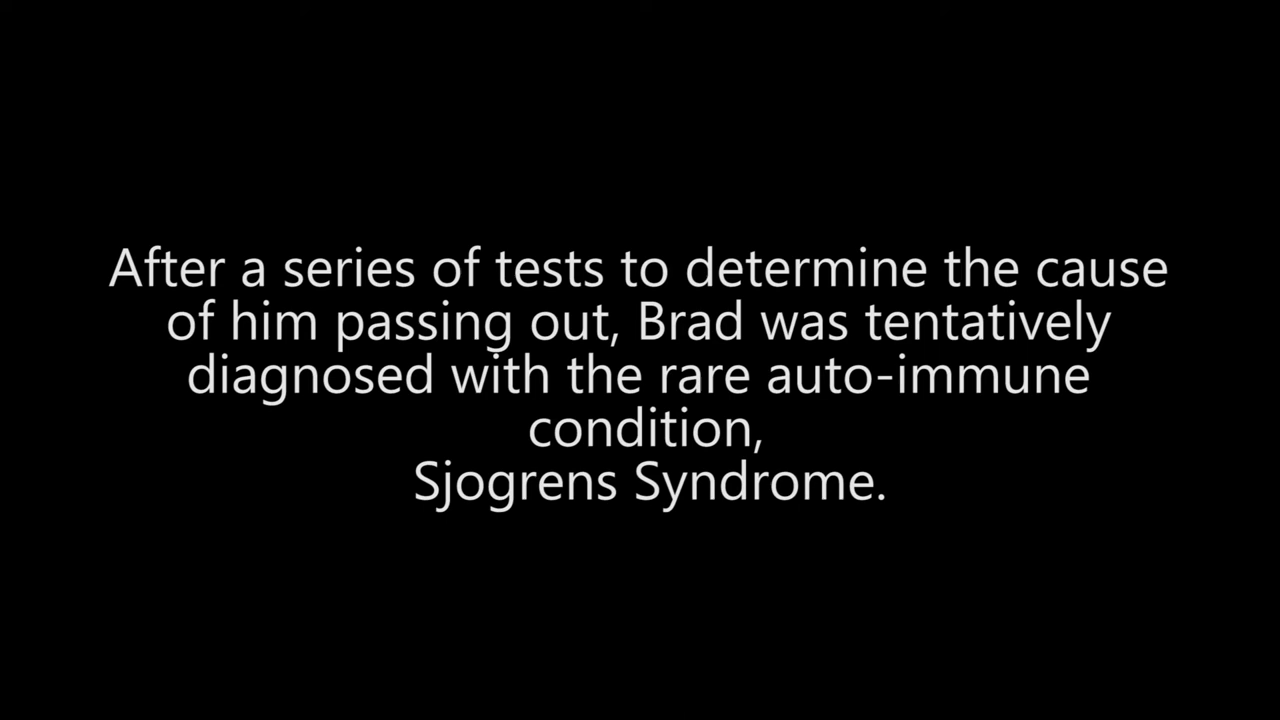 After a series of tests to determine the cause
of him passing out, Brad was tentatively
diagnosed with the rare auto-immune
condition,
Sjogrens Syndrome.